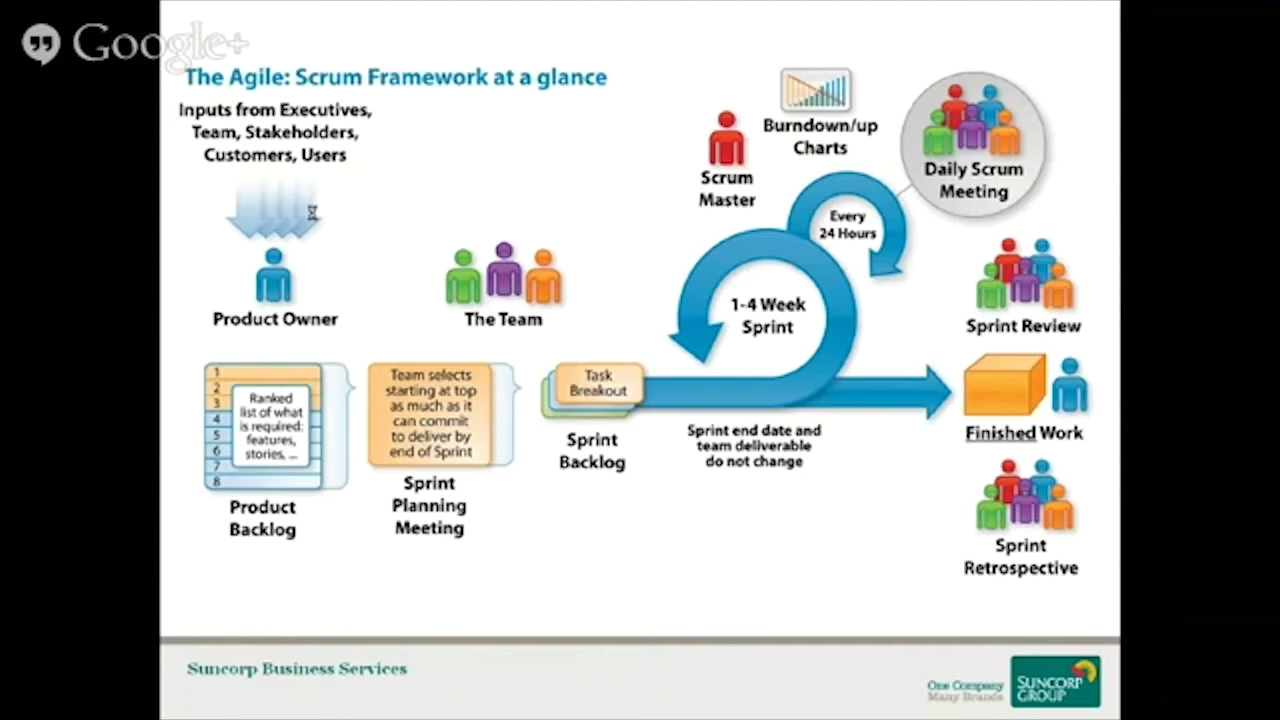 Google+
The Agile: Scrum Framework at a glance
Inputs from Executives,
Team, Stakeholders,
Customers, Users
Product Owner
The Team
Scrum
Master
Burndown/up
Charts
Daily Scrum
Meeting
Every
24 Hours
1-4 Week
Sprint
Sprint Review
1
2
3
4
5
6
7
8
Ranked
list of what
is required:
features,
stories, ...
Product
Backlog
Team selects
starting at top
as much as it
can commit
to deliver by
end of Sprint
Sprint
Planning
Meeting
Task
Breakout
Sprint
Backlog
Sprint end date and
team deliverable
do not change
Finished Work
Sprint
Retrospective
Suncorp Business Services
One Company
Many Brands
SUNCORP
GROUP